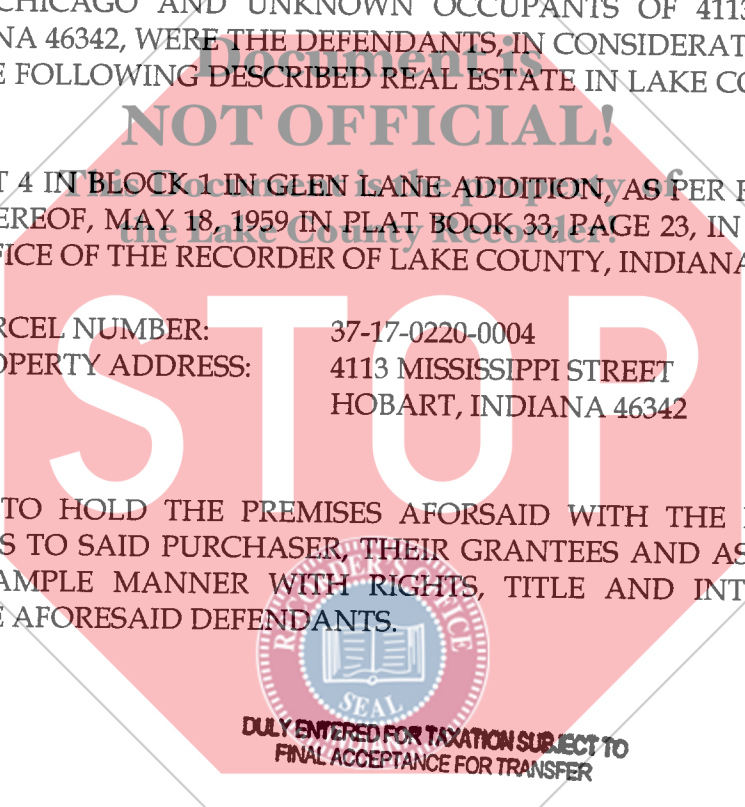 CHICAGO AND UNKNOWN OCCUPANTS OF 4113
NA 46342, WERE THE DEFENDANTS, IN CONSIDERAT
Document is
E FOLLOWING DESCRIBED REAL ESTATE IN LAKE CO
NOT OFFICIAL!
T 4 IN BLOCK 1 IN GLEN LANE ADDITION, AS PER P
This Document is the property of
EREOF, MAY 18, 1959 IN PLAT BOOK 33, PAGE 23, IN
the Lake County Recorder!
FICE OF THE RECORDER OF LAKE COUNTY, INDIANA
RCEL NUMBER: 37-17-0220-0004
OPERTY ADDRESS: 4113 MISSISSIPPI STREET
HOBART, INDIANA 46342
STOP
TO HOLD THE PREMISES AFORSAID WITH THE
S TO SAID PURCHASER, THEIR GRANTEES AND AS
AMPLE MANNER WITH RIGHTS, TITLE AND INT
E AFORESAID DEFENDANTS.
RECORDER'S OFFICE
SEAL
DULY ENTERED FOR TAXATION SUBJECT TO
FINAL ACCEPTANCE FOR TRANSFER